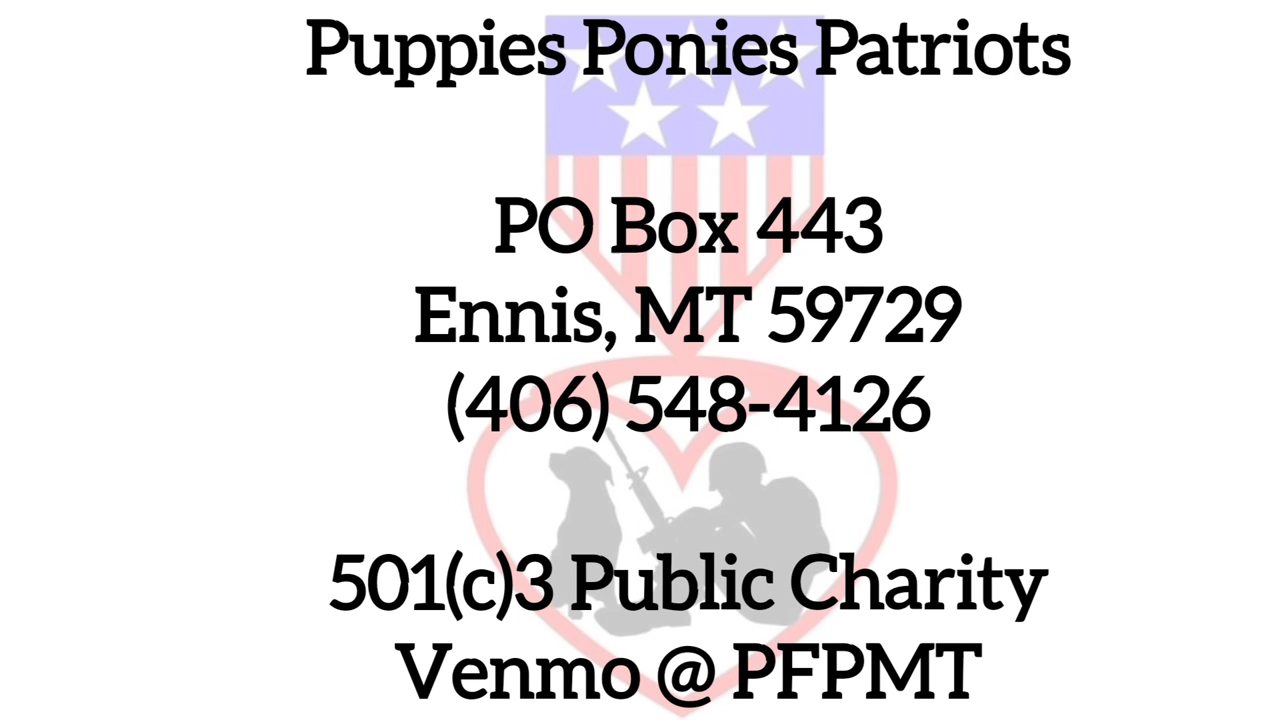 Puppies Ponies Patriots
PO Box 443
Ennis, MT 59729
(406) 548-4126
501(c)3 Public Charity
Venmo @ PFPMT